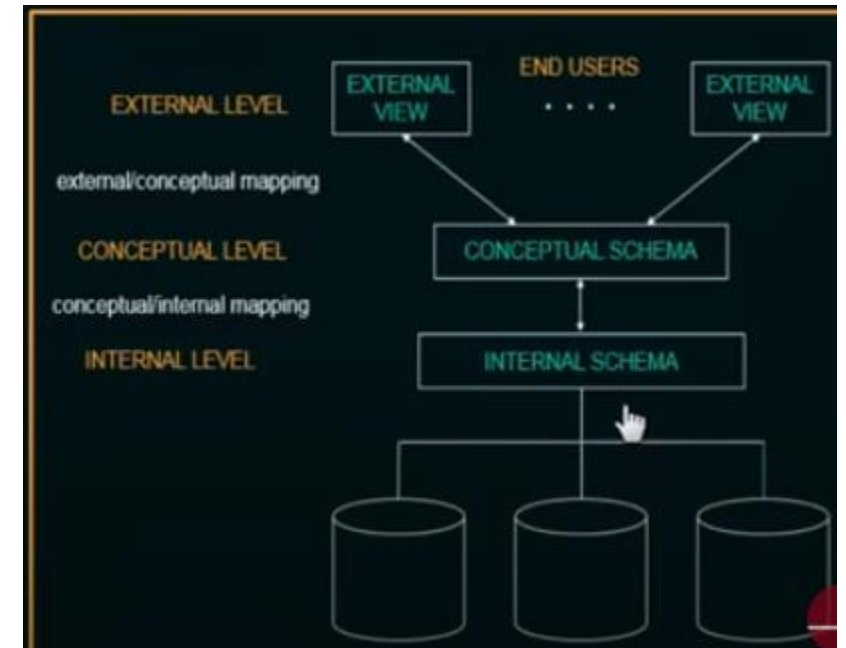 END USERS
EXTERNAL LEVEL
EXTERNAL
VIEW
. . . .
EXTERNAL
VIEW
external/conceptual mapping
CONCEPTUAL LEVEL
CONCEPTUAL SCHEMA
conceptual/internal mapping
INTERNAL LEVEL
INTERNAL SCHEMA